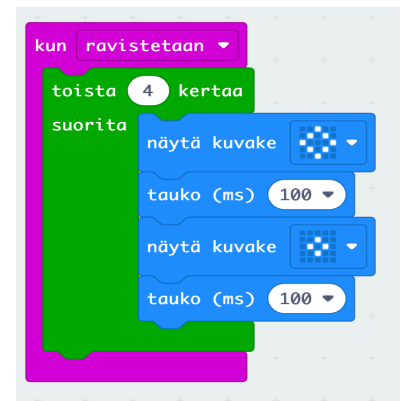 kun ravistetaan
toista 4 kertaa
suorita
näytä kuvake
tauko (ms) 100
näytä kuvake
tauko (ms) 100